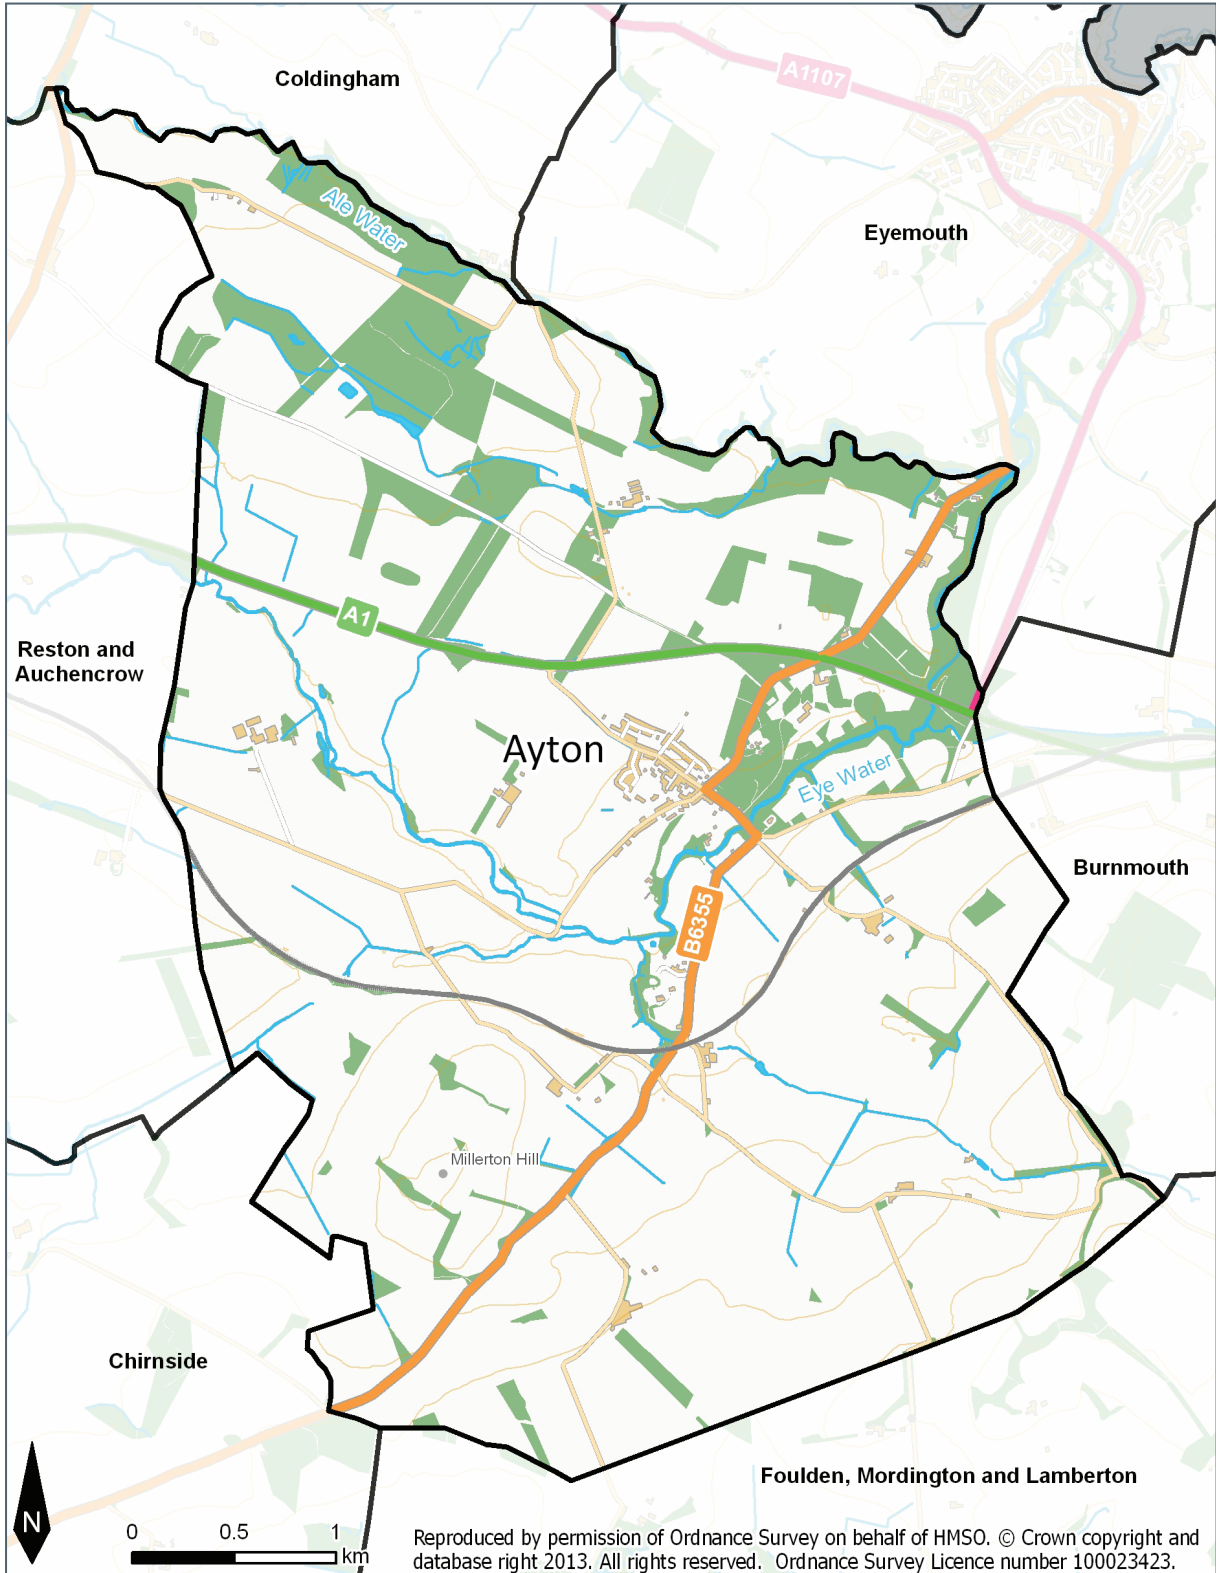 A1107
Coldingham
Ale Water
Eyemouth
A1
Reston and
Auchencrow
Ayton
Eye Water
Burnmouth
B6355
Millerton Hill
Chirnside
Foulden, Mordington and Lamberton
N
0 0.5 1
km
Reproduced by permission of Ordnance Survey on behalf of HMSO. © Crown copyright and
database right 2013. All rights reserved. Ordnance Survey Licence number 100023423.